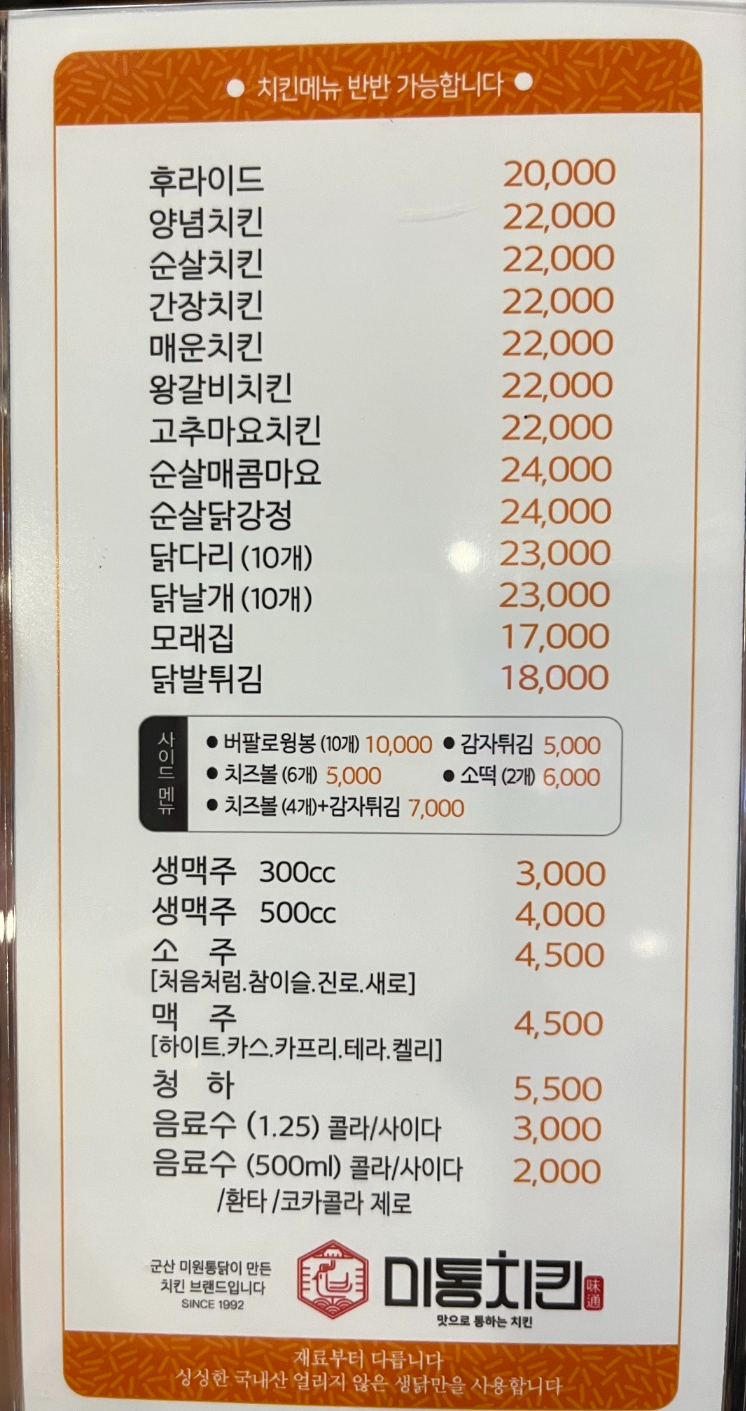 ● 치킨메뉴 반반 가능합니다 ●
후라이드 20,000
양념치킨 22,000
순살치킨 22,000
간장치킨 22,000
매운치킨 22,000
왕갈비치킨 22,000
고추마요치킨 22,000
순살매콤마요 24,000
순살닭강정 24,000
닭다리 (10개) 23,000
닭날개 (10개) 23,000
모래집 17,000
닭발튀김 18,000
사이드 메뉴
● 버팔로윙봉 (10개) 10,000 ● 감자튀김 5,000
● 치즈볼 (6개) 5,000 ● 소떡 (2개) 6,000
● 치즈볼 (4개)+감자튀김 7,000
생맥주 300cc 3,000
생맥주 500cc 4,000
소 주 4,500
[처음처럼.참이슬.진로.새로]
맥 주 4,500
[하이트.카스.카프리.테라.켈리]
청 하 5,500
음료수 (1.25) 콜라/사이다 3,000
음료수 (500ml) 콜라/사이다 2,000
/환타 /코카콜라 제로
군산 미원통닭이 만든
치킨 브랜드입니다
SINCE 1992
미통치킨 味通
맛으로 통하는 치킨
재료부터 다릅니다
싱싱한 국내산 얼리지 않은 생닭만을 사용합니다